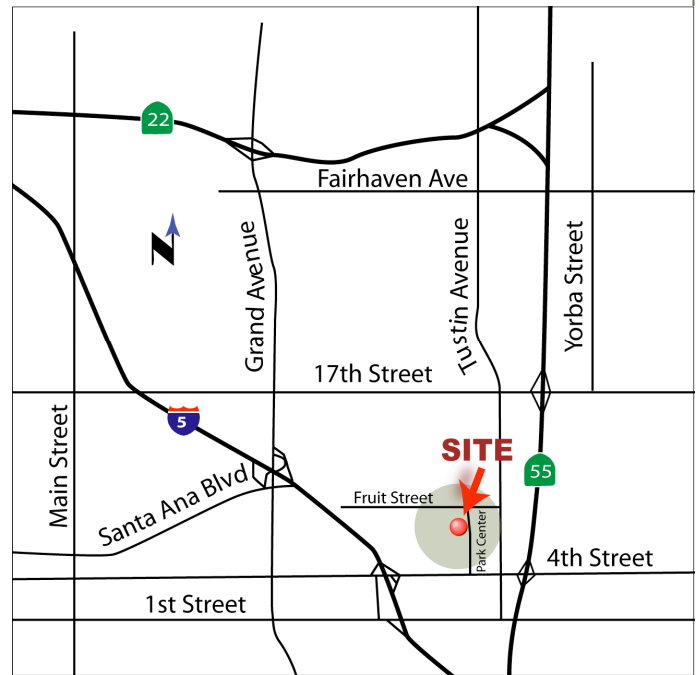 22
Fairhaven Ave
N
Grand Avenue
Tustin Avenue
Yorba Street
17th Street
5
Main Street
SITE
55
Santa Ana Blvd
Fruit Street
Park Center
4th Street
1st Street